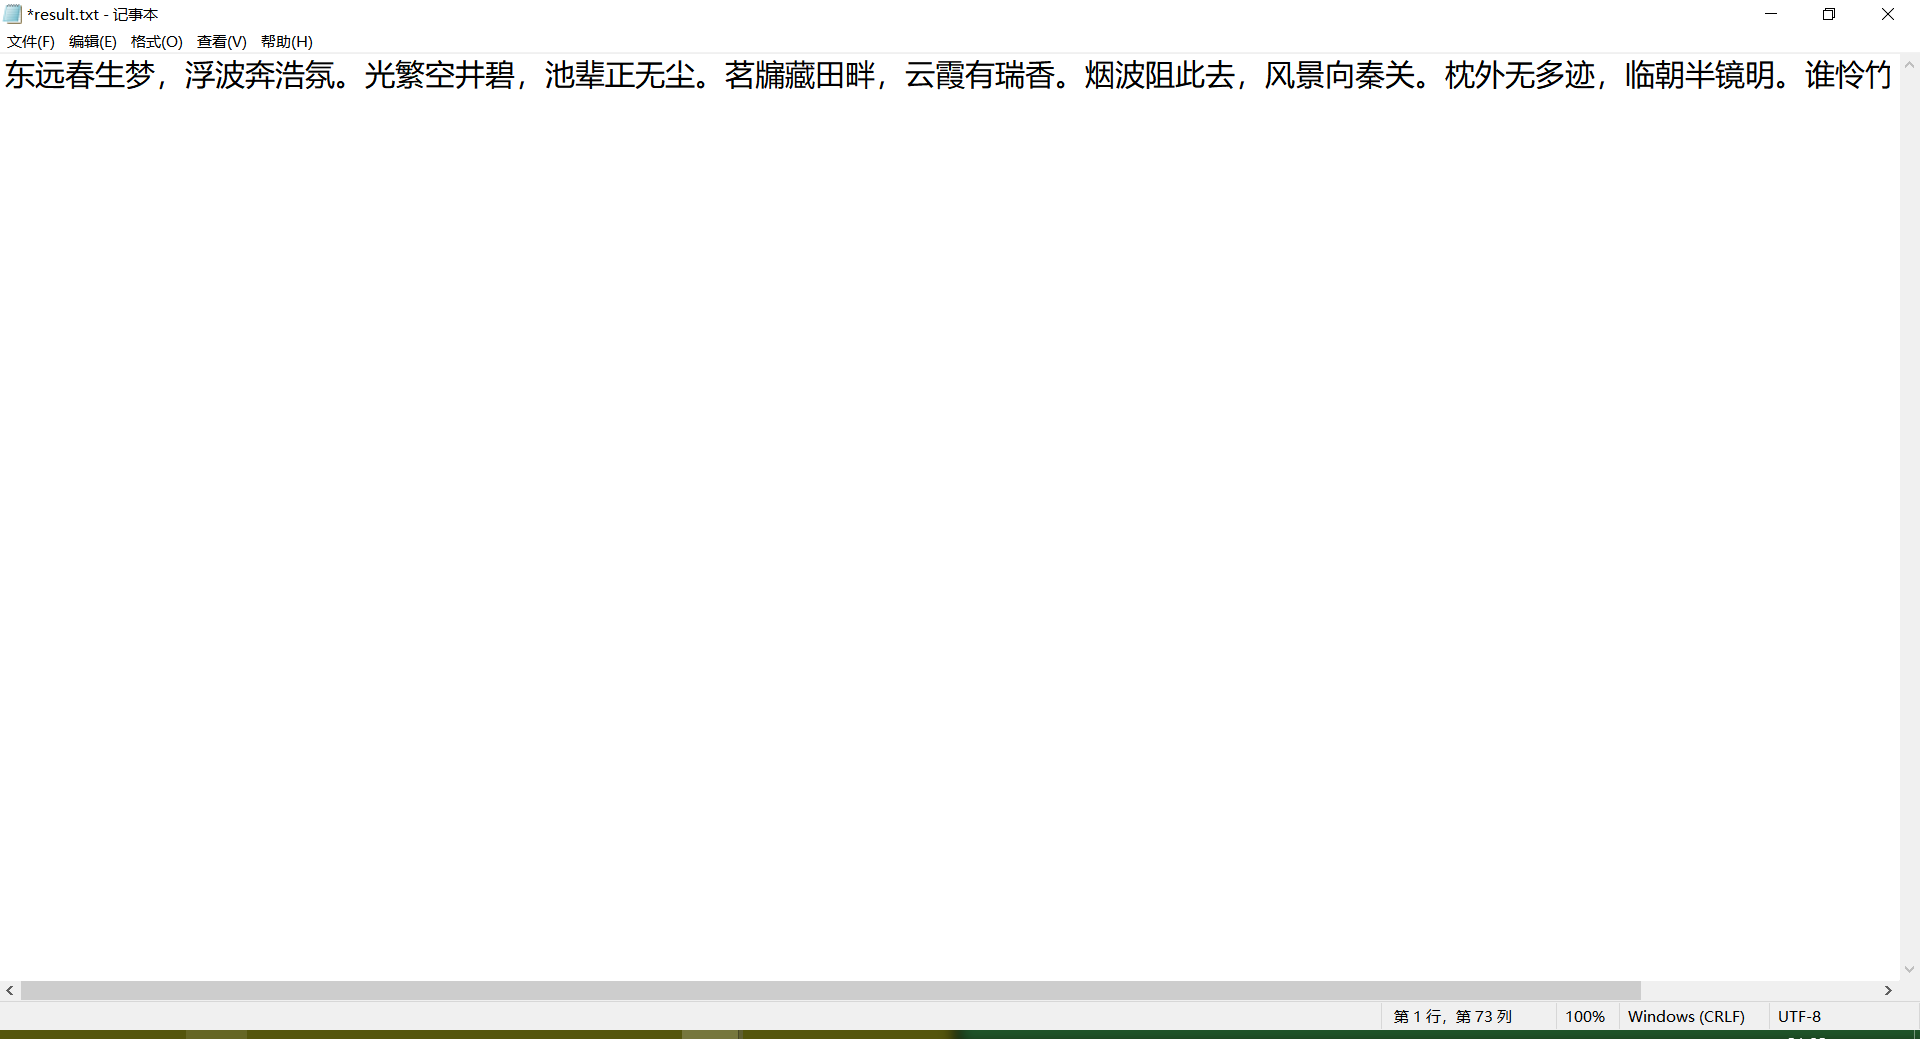 *result.txt - 记事本
文件(F) 编辑(E) 格式(O) 查看(V) 帮助(H)
东远春生梦，浮波奔浩氛。光繁空井碧，池辈正无尘。茗牖藏田畔，云霞有瑞香。烟波阻此去，风景向秦关。枕外无多迹，临朝半镜明。谁怜竹
第 1 行，第 73 列 100% Windows (CRLF) UTF-8